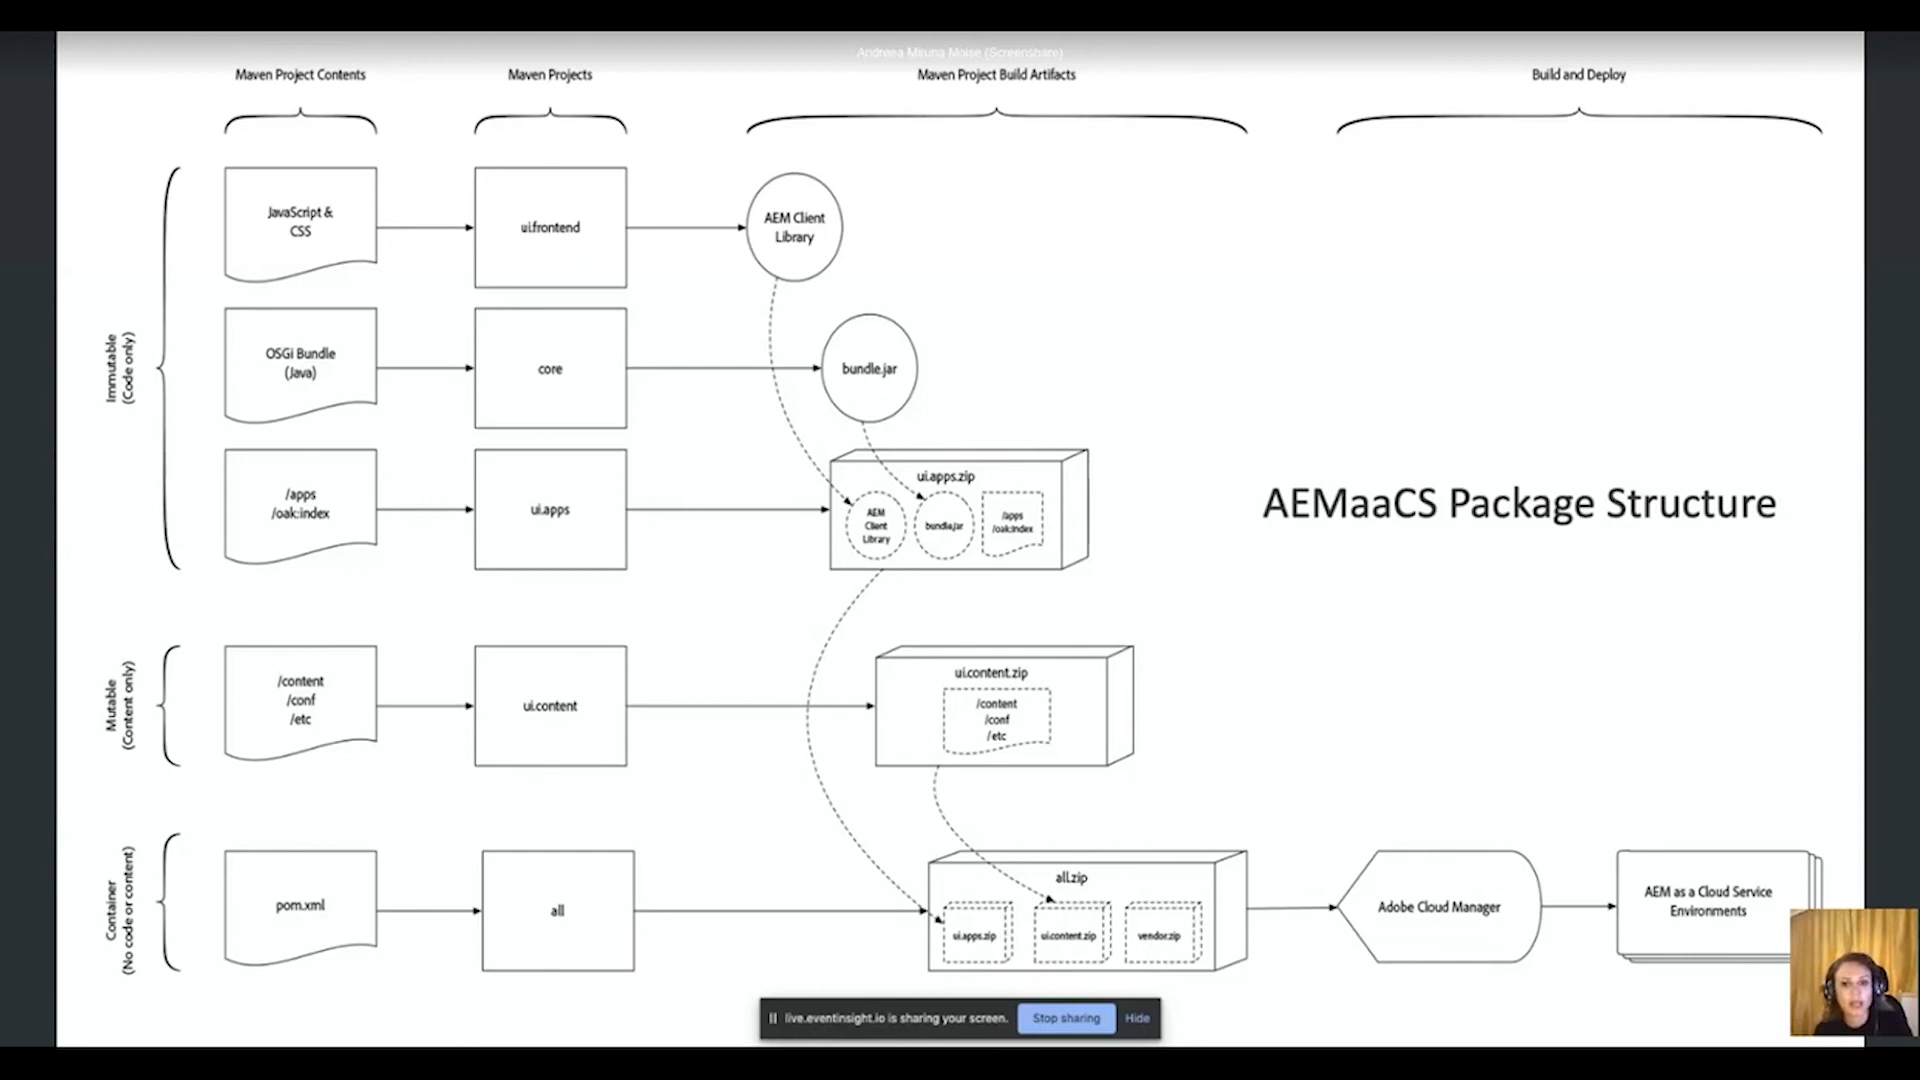 Andreea Miruna Moise (Screenshare)
Maven Project Contents
Maven Projects
Maven Project Build Artifacts
Build and Deploy
Immutable
(Code only)
JavaScript &
CSS
ui.frontend
AEM Client
Library
OSGi Bundle
(Java)
core
bundle.jar
/apps
/oak:index
ui.apps
ui.apps.zip
AEM
Client
Library
bundle.jar
/apps
/oak:index
AEMaaCS Package Structure
Mutable
(Content only)
/content
/conf
/etc
ui.content
ui.content.zip
/content
/conf
/etc
Container
(No code or content)
pom.xml
all
all.zip
ui.apps.zip
ui.content.zip
vendor.zip
Adobe Cloud Manager
AEM as a Cloud Service
Environments
live.eventinsight.io is sharing your screen.
Stop sharing
Hide